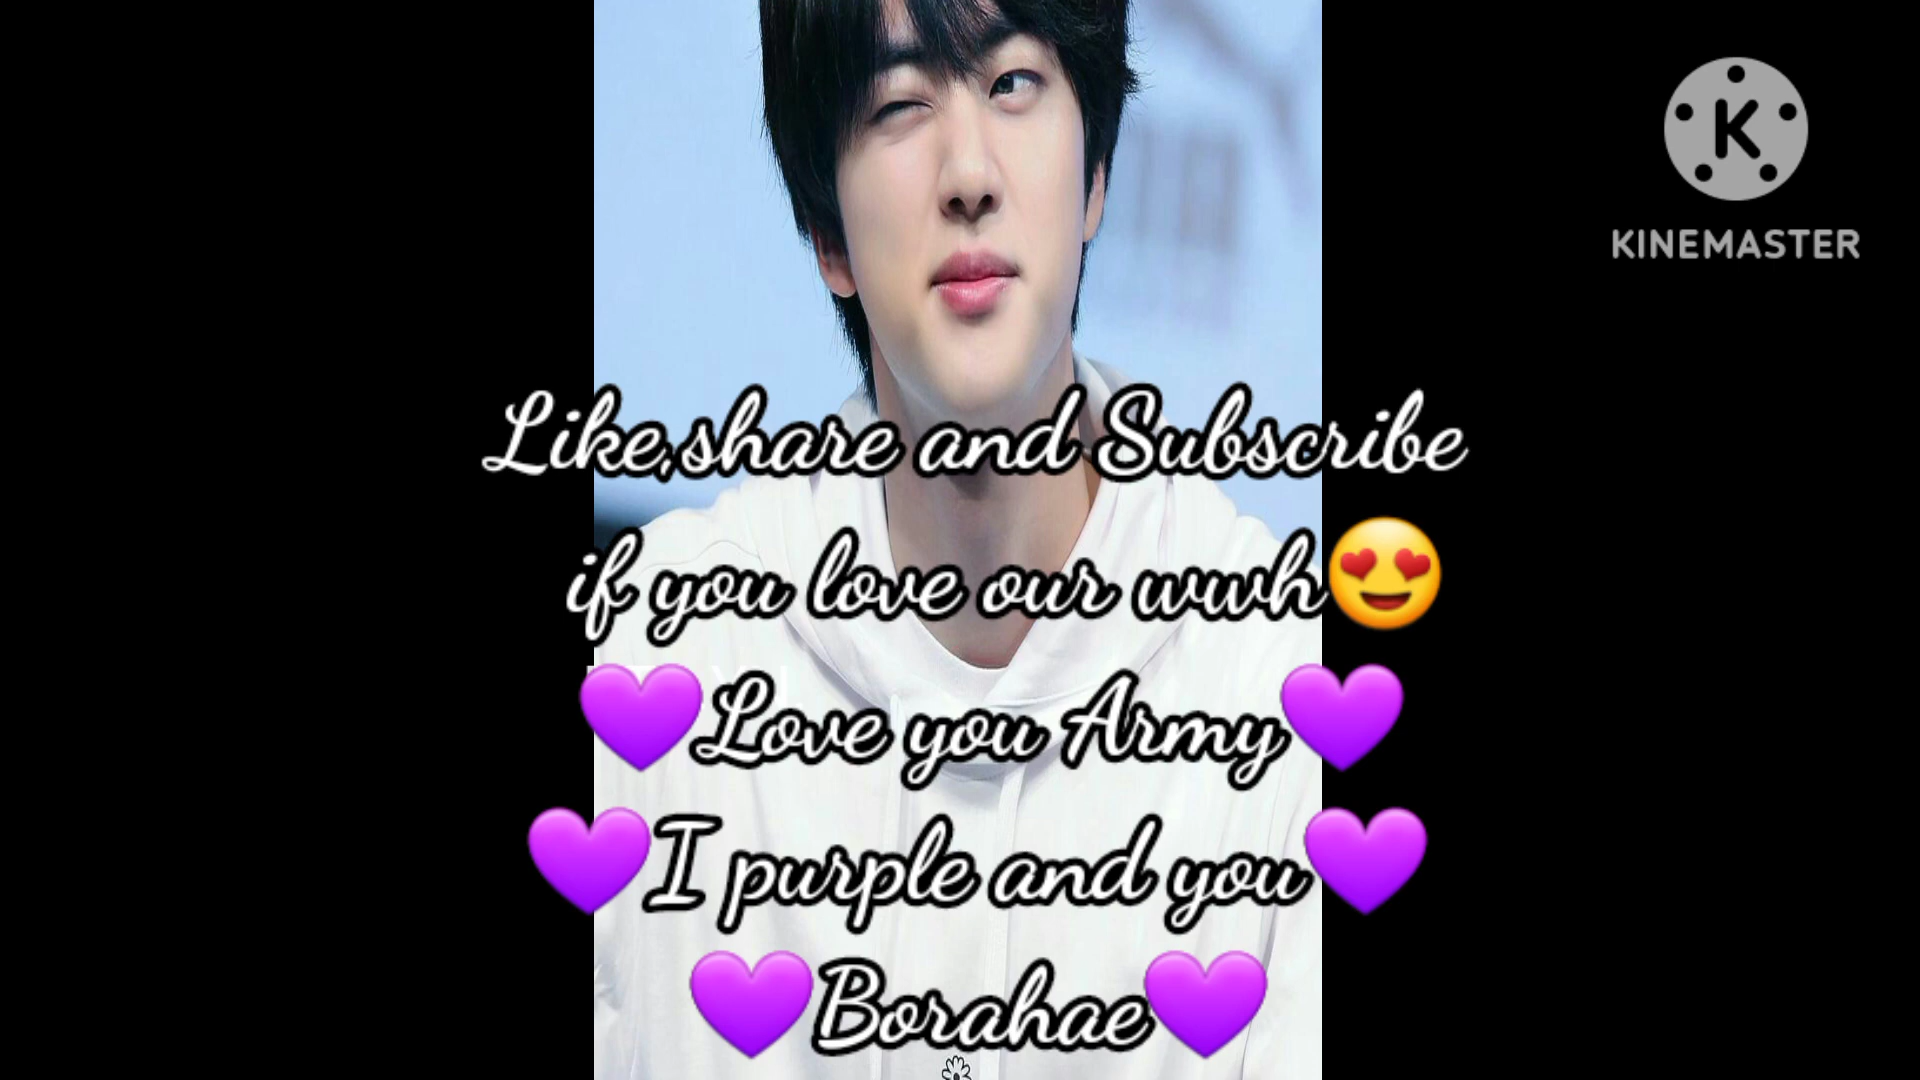 KINEMASTER
Like,share and Subscribe
if you love our wwh😍
💜Love you Army💜
💜I purple and you💜
💜Borahae💜